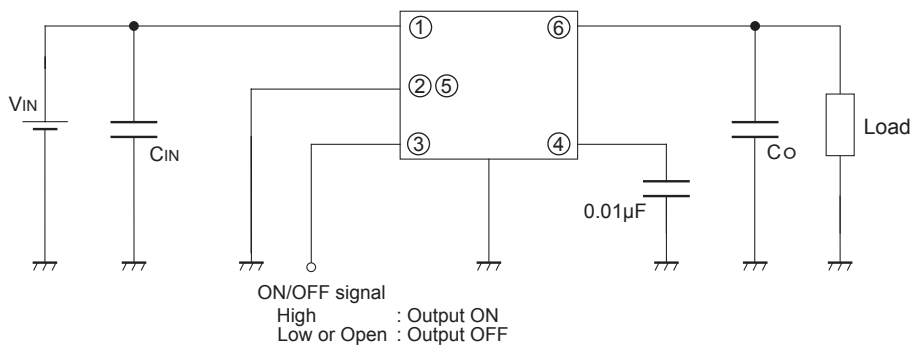 ① ⑥
VIN
②⑤
CIN
③ ④
CO
Load
0.01µF
ON/OFF signal
High : Output ON
Low or Open : Output OFF